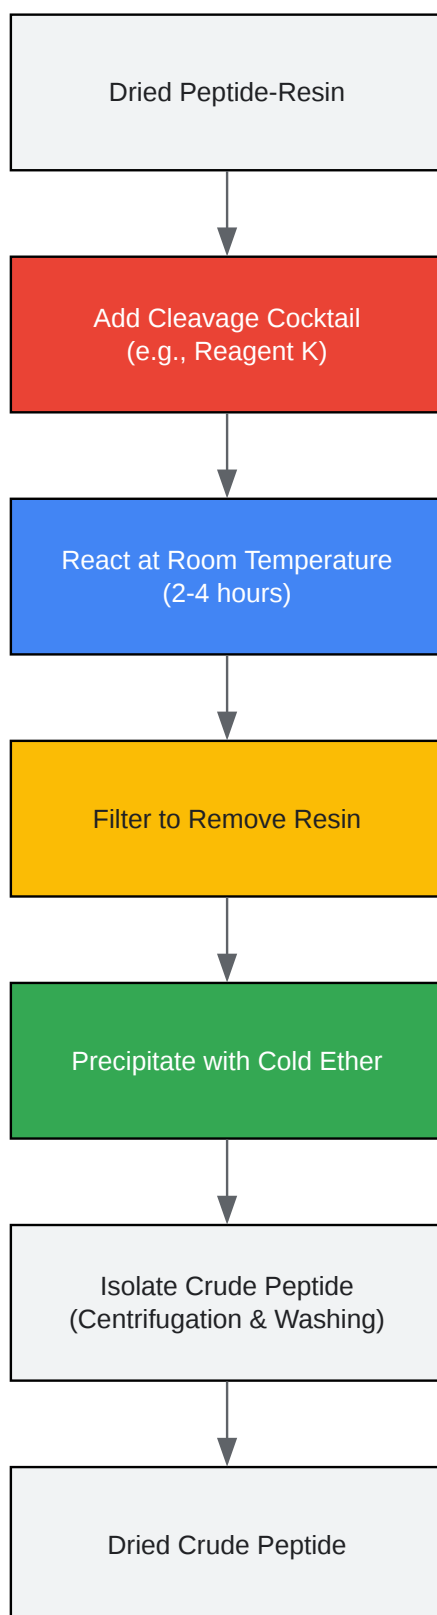 Dried Peptide-Resin
Add Cleavage Cocktail
(e.g., Reagent K)
React at Room Temperature
(2-4 hours)
Filter to Remove Resin
Precipitate with Cold Ether
Isolate Crude Peptide
(Centrifugation & Washing)
Dried Crude Peptide